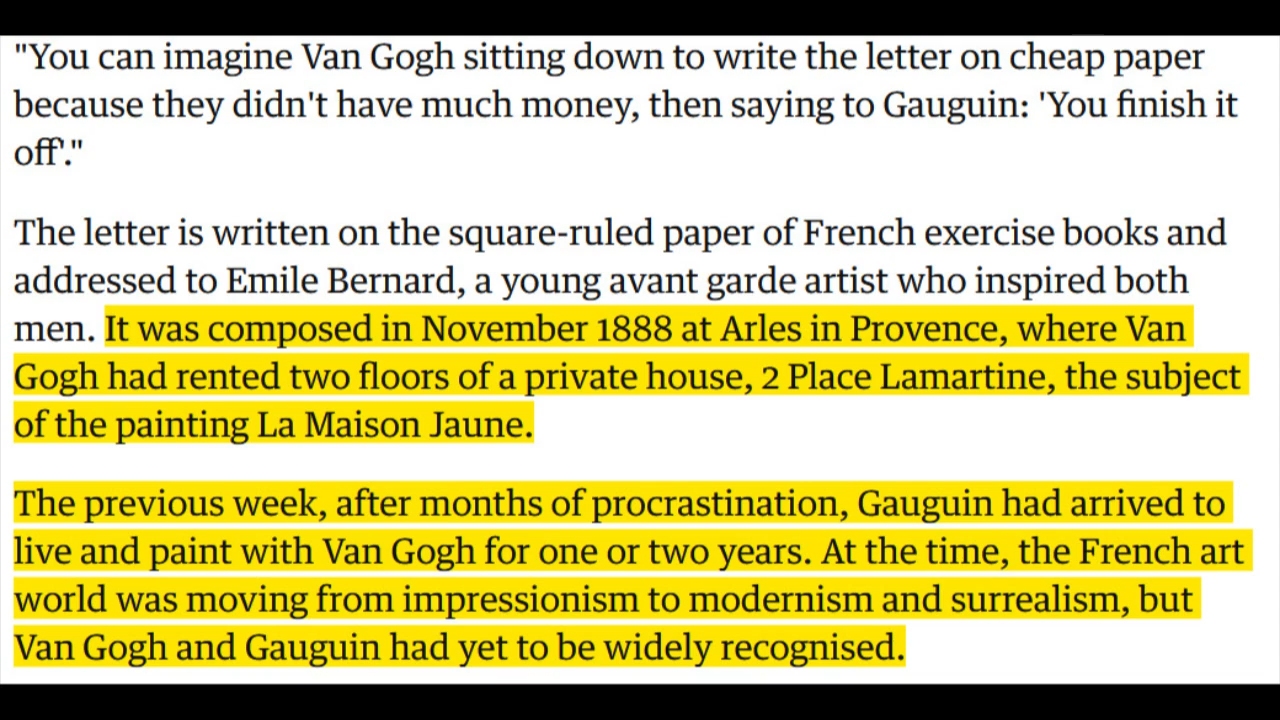 "You can imagine Van Gogh sitting down to write the letter on cheap paper
because they didn't have much money, then saying to Gauguin: 'You finish it
off'."
The letter is written on the square-ruled paper of French exercise books and
addressed to Emile Bernard, a young avant garde artist who inspired both
men. It was composed in November 1888 at Arles in Provence, where Van
Gogh had rented two floors of a private house, 2 Place Lamartine, the subject
of the painting La Maison Jaune.
The previous week, after months of procrastination, Gauguin had arrived to
live and paint with Van Gogh for one or two years. At the time, the French art
world was moving from impressionism to modernism and surrealism, but
Van Gogh and Gauguin had yet to be widely recognised.